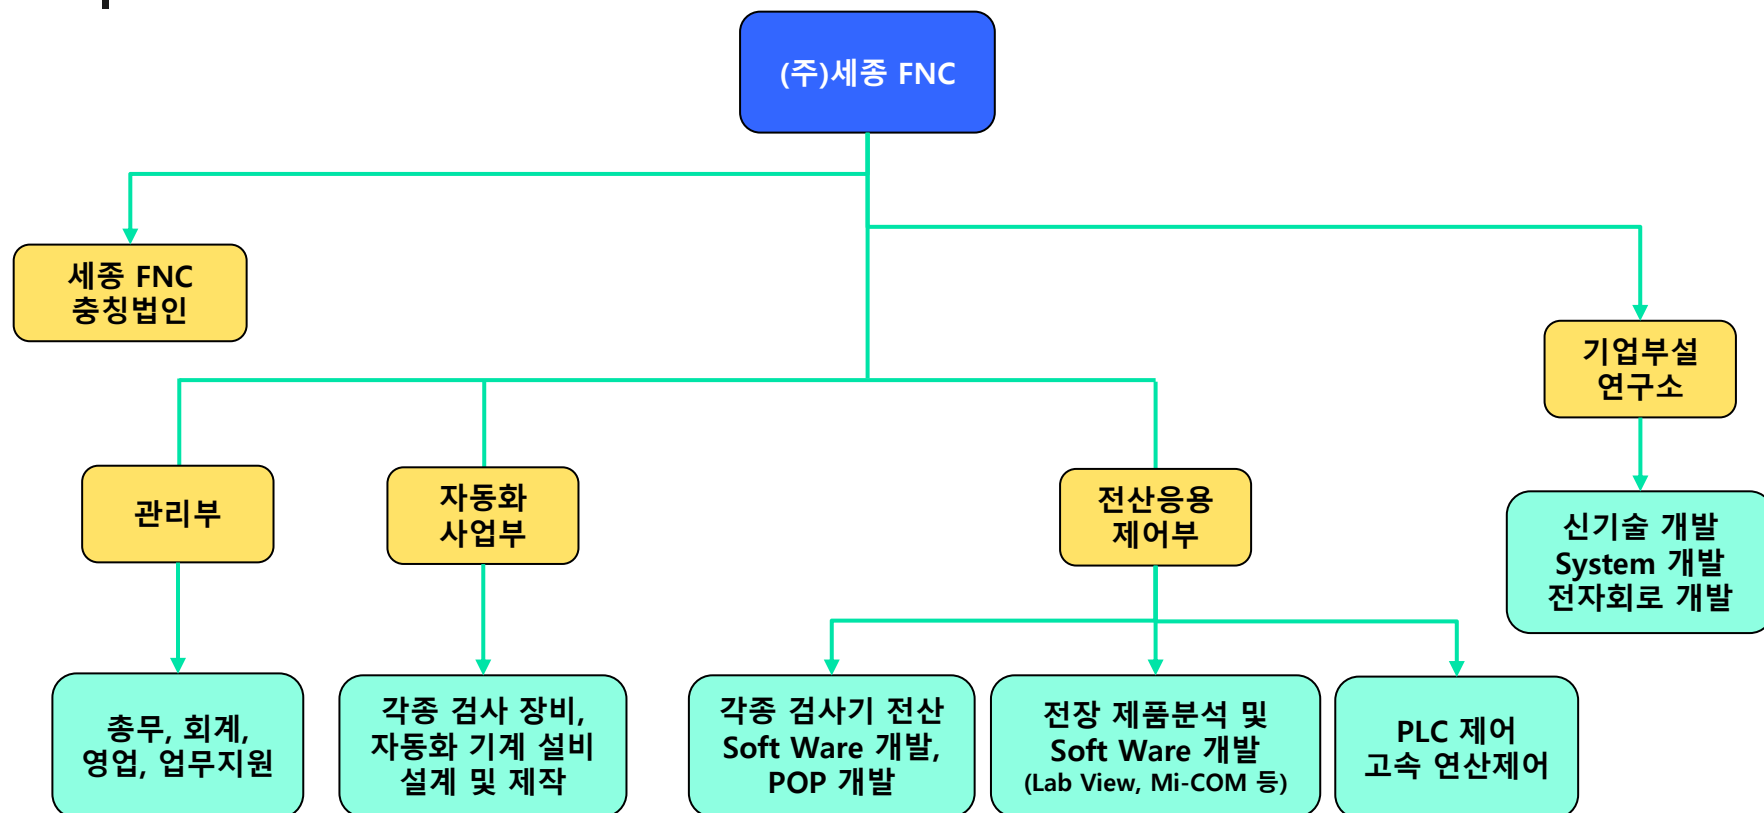 (주)세종 FNC
세종 FNC
충칭법인
기업부설
연구소
관리부
자동화
사업부
전산응용
제어부
신기술 개발
System 개발
전자회로 개발
총무, 회계,
영업, 업무지원
각종 검사 장비,
자동화 기계 설비
설계 및 제작
각종 검사기 전산
Soft Ware 개발,
POP 개발
전장 제품분석 및
Soft Ware 개발
(Lab View, Mi-COM 등)
PLC 제어
고속 연산제어